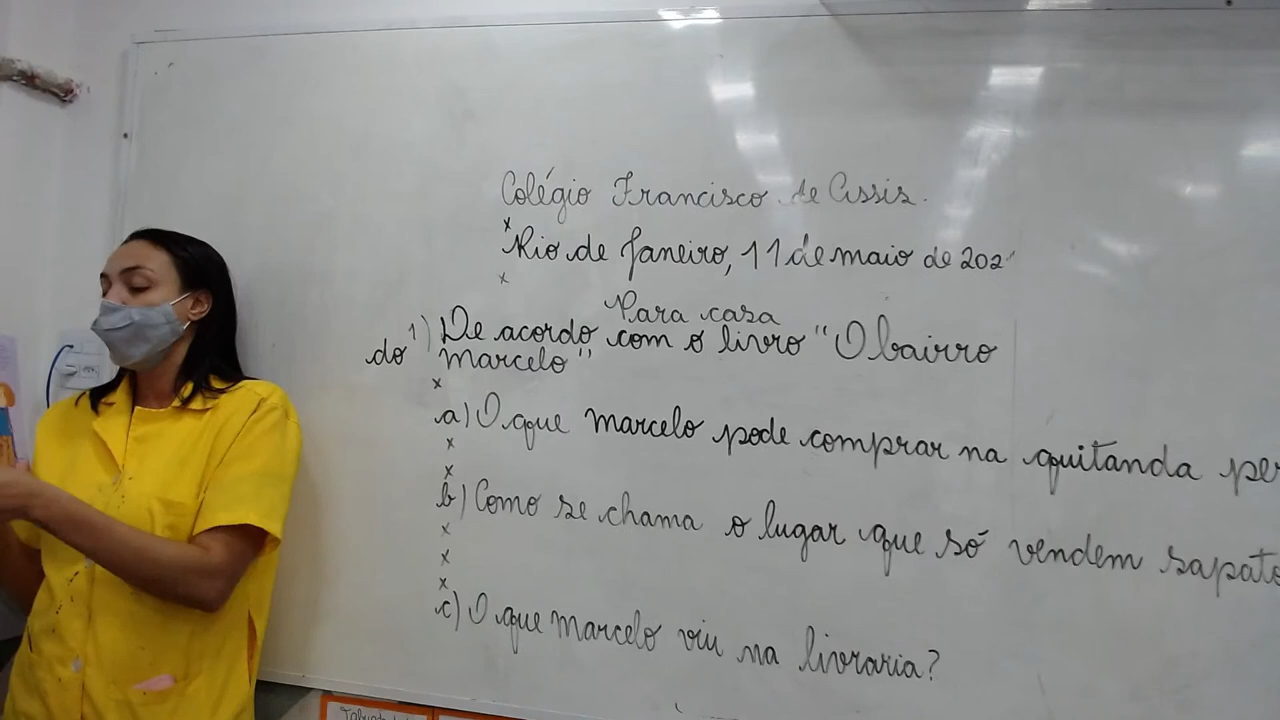 Colégio Francisco de Assis.
x
Rio de Janeiro, 11 de maio de 202
x
Para casa
1) De acordo com o livro "O bairro
do marcelo"
x
a) O que marcelo pode comprar na quitanda per
x
x
b) Como se chama o lugar que só vendem sapato
x
x
x
c) O que marcelo viu na livraria?